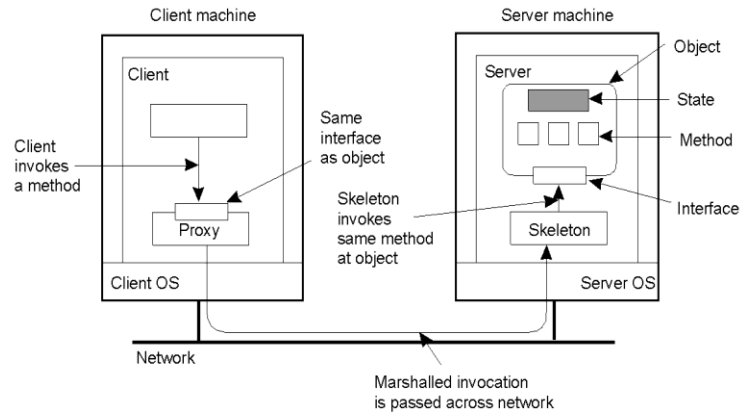 Client machine
Server machine
Object
Client
Server
State
Same
interface
as object
Client
invokes
a method
Method
Skeleton
invokes
same method
at object
Interface
Proxy
Skeleton
Client OS
Server OS
Network
Marshalled invocation
is passed across network